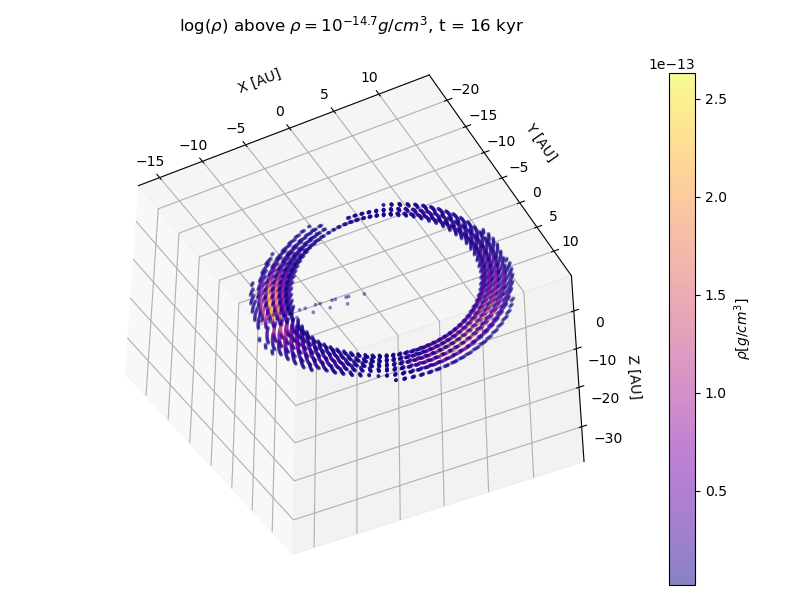 log(ρ) above ρ = 10^{-14.7}g/cm^3, t = 16 kyr
1e−13
X [AU]
−15 −10 −5 0 5 10
Y [AU]
−20
−15
−10
−5
0
5
10
Z [AU]
0
−10
−20
−30
2.5
2.0
1.5
1.0
0.5
ρ[g/cm^3]